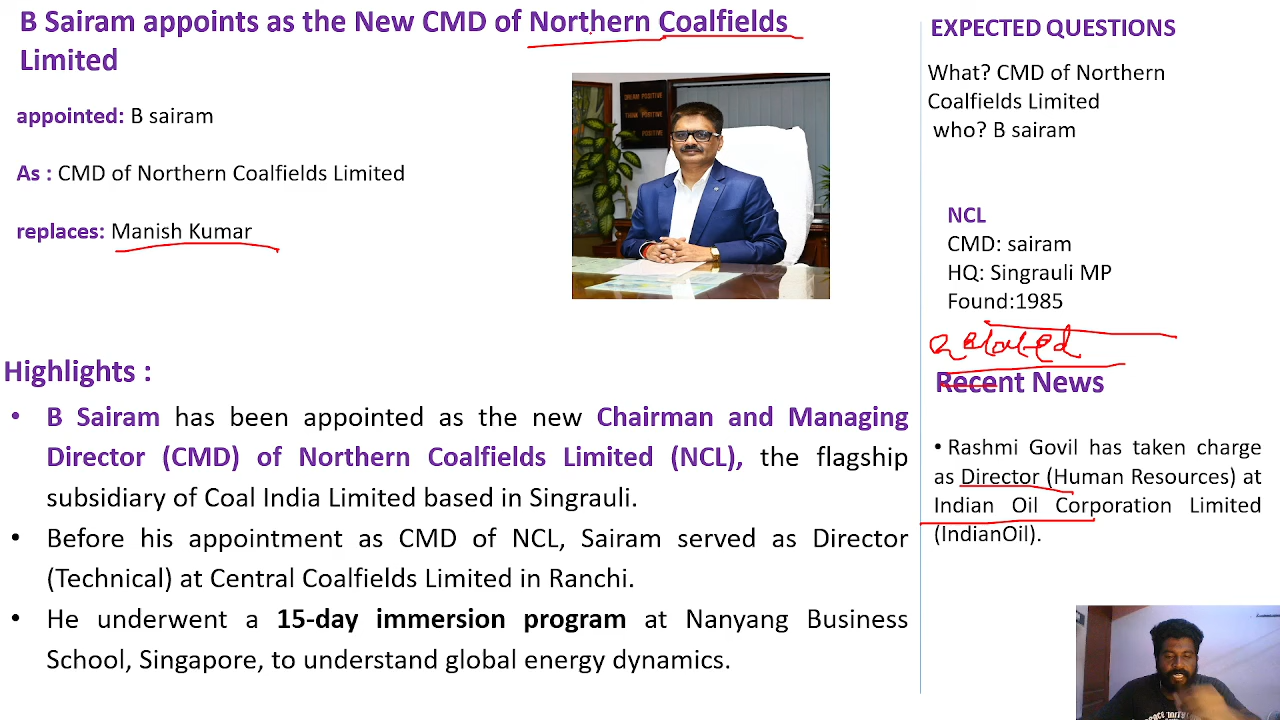 B Sairam appoints as the New CMD of Northern Coalfields
Limited
appointed: B sairam
As : CMD of Northern Coalfields Limited
replaces: Manish Kumar
DREAM POSITIVE
THINK POSITIVE
POSITIVE
Highlights :
• B Sairam has been appointed as the new Chairman and Managing
Director (CMD) of Northern Coalfields Limited (NCL), the flagship
subsidiary of Coal India Limited based in Singrauli.
• Before his appointment as CMD of NCL, Sairam served as Director
(Technical) at Central Coalfields Limited in Ranchi.
• He underwent a 15-day immersion program at Nanyang Business
School, Singapore, to understand global energy dynamics.
EXPECTED QUESTIONS
What? CMD of Northern
Coalfields Limited
who? B sairam
NCL
CMD: sairam
HQ: Singrauli MP
Found:1985
Related
Recent News
• Rashmi Govil has taken charge
as Director (Human Resources) at
Indian Oil Corporation Limited
(IndianOil).